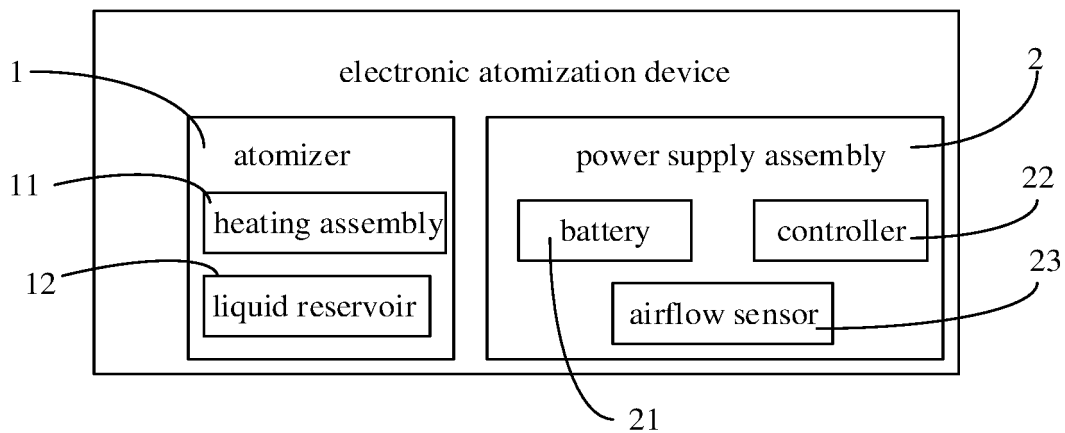 electronic atomization device
1
2
atomizer
power supply assembly
11
22
heating assembly
battery
controller
23
12
liquid reservoir
airflow sensor
21